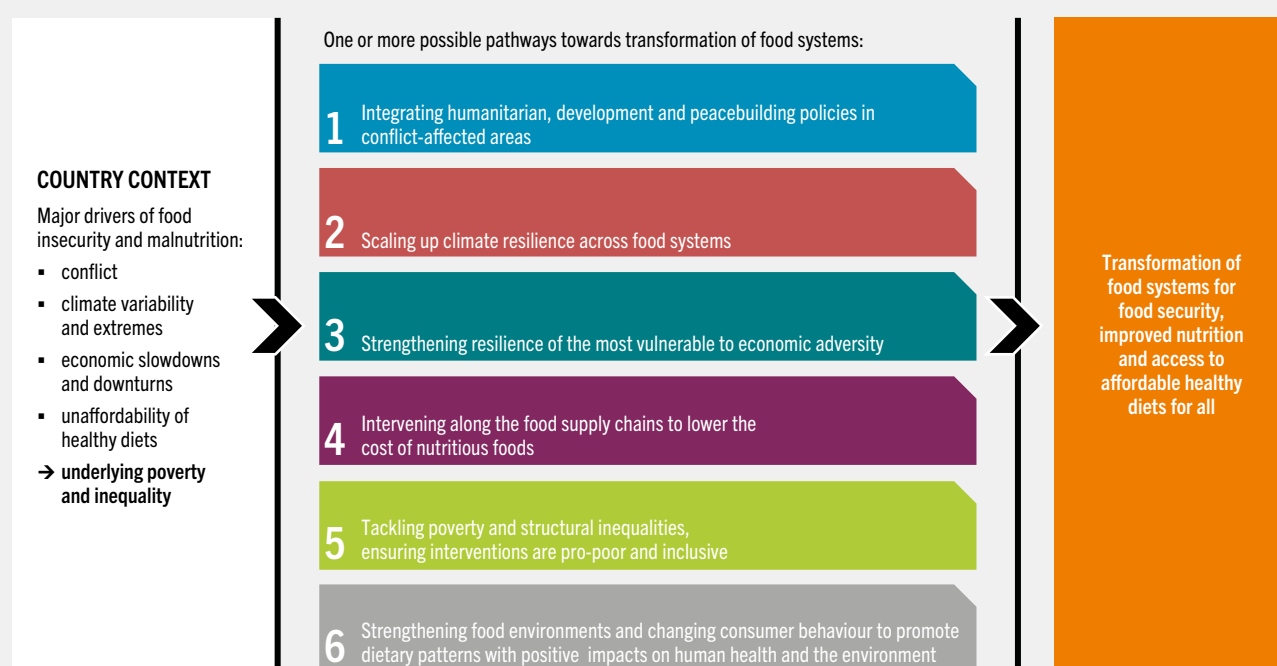 COUNTRY CONTEXT
Major drivers of food
insecurity and malnutrition:
▪ conflict
▪ climate variability
and extremes
▪ economic slowdowns
and downturns
▪ unaffordability of
healthy diets
→ underlying poverty
and inequality
One or more possible pathways towards transformation of food systems:
1 Integrating humanitarian, development and peacebuilding policies in
conflict-affected areas
2 Scaling up climate resilience across food systems
3 Strengthening resilience of the most vulnerable to economic adversity
4 Intervening along the food supply chains to lower the
cost of nutritious foods
5 Tackling poverty and structural inequalities,
ensuring interventions are pro-poor and inclusive
6 Strengthening food environments and changing consumer behaviour to promote
dietary patterns with positive impacts on human health and the environment
Transformation of
food systems for
food security,
improved nutrition
and access to
affordable healthy
diets for all